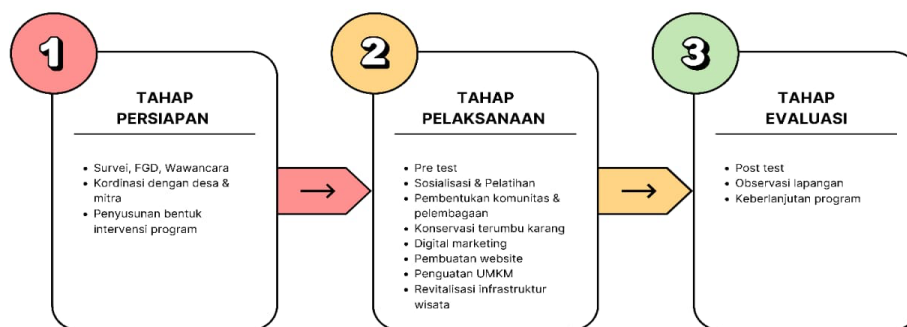 1
TAHAP
PERSIAPAN
Survei, FGD, Wawancara
Kordinasi dengan desa &
mitra
Penyusunan bentuk
intervensi program
2
TAHAP
PELAKSANAAN
Pre test
Sosialisasi & Pelatihan
Pembentukan komunitas &
pelembagaan
Konservasi terumbu karang
Digital marketing
Pembuatan website
Penguatan UMKM
Revitalisasi infrastruktur
wisata
3
TAHAP
EVALUASI
Post test
Observasi lapangan
Keberlanjutan program